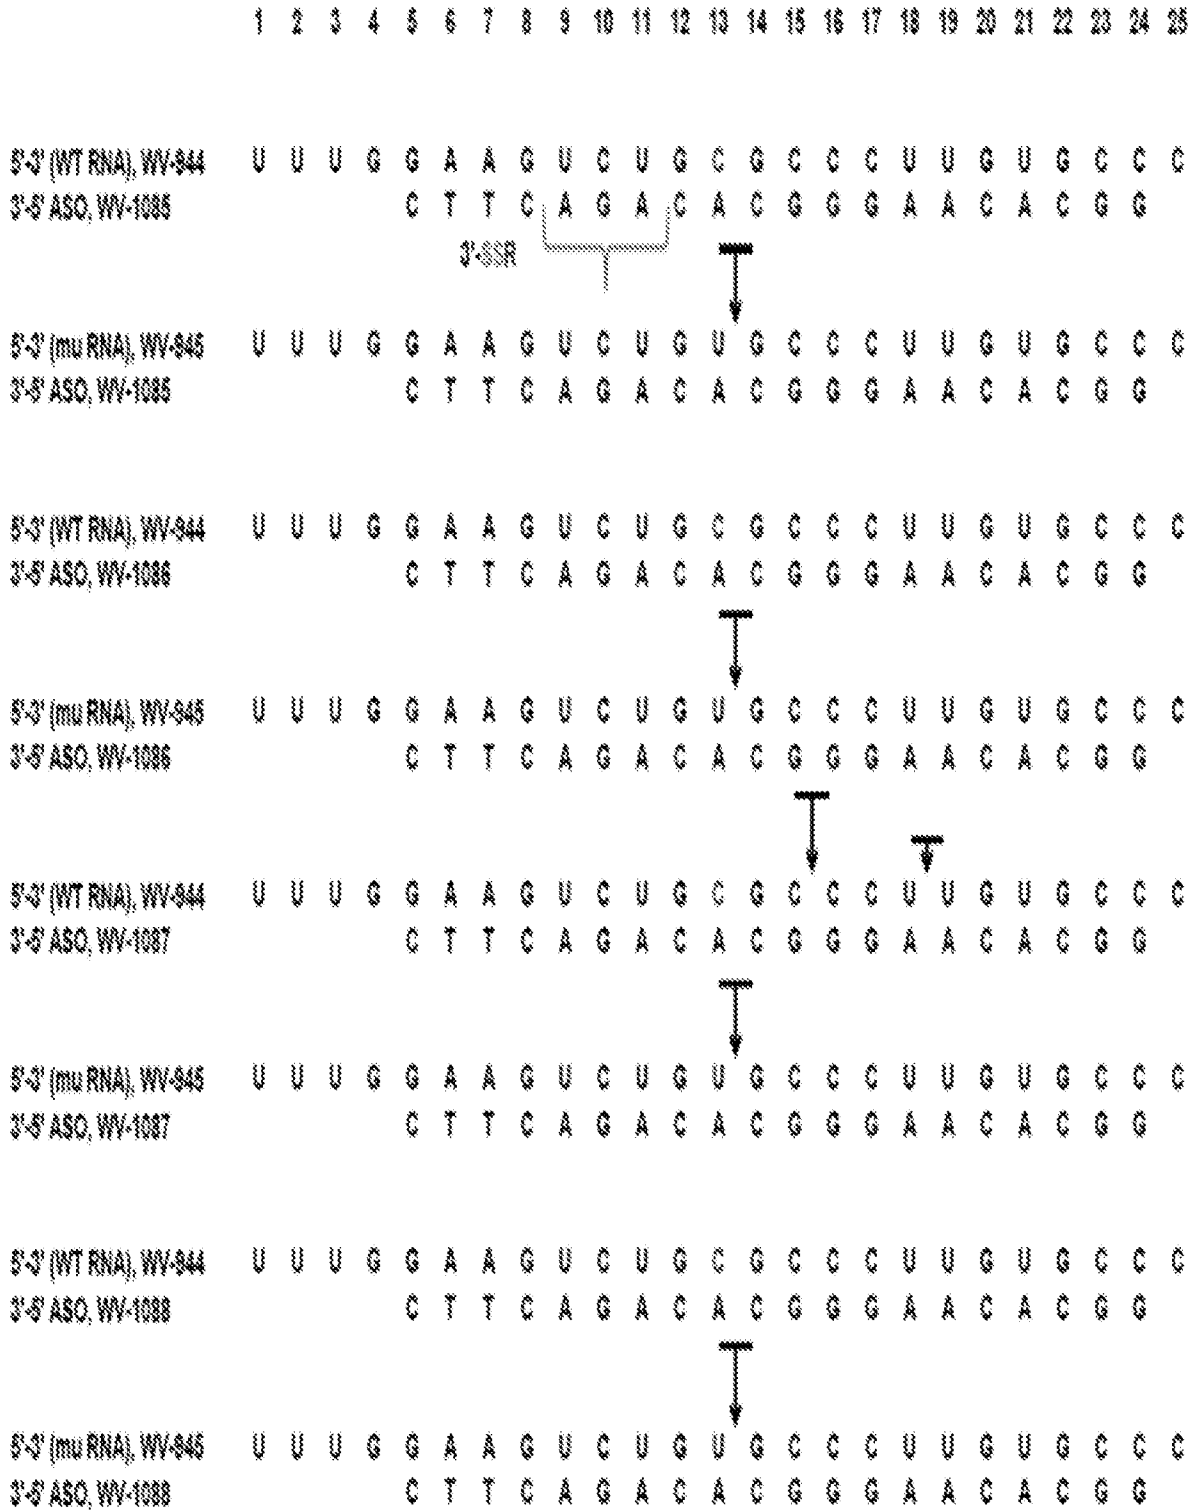 1 2 3 4 5 6 7 8 9 10 11 12 13 14 15 16 17 18 19 20 21 22 23 24 25
5'-3' (WT RNA), WV-944 U U U G G A A G U C U G C G C C C U U G U G C C C
3'-5' ASO, WV-1085 C T T C A G A C A C G G G A A C A C G G
3'-SSR
5'-3' (mu RNA), WV-945 U U U G G A A G U C U G U G C C C U U G U G C C C
3'-5' ASO, WV-1085 C T T C A G A C A C G G G A A C A C G G
5'-3' (WT RNA), WV-944 U U U G G A A G U C U G C G C C C U U G U G C C C
3'-5' ASO, WV-1086 C T T C A G A C A C G G G A A C A C G G
5'-3' (mu RNA), WV-945 U U U G G A A G U C U G U G C C C U U G U G C C C
3'-5' ASO, WV-1086 C T T C A G A C A C G G G A A C A C G G
5'-3' (WT RNA), WV-944 U U U G G A A G U C U G C G C C C U U G U G C C C
3'-5' ASO, WV-1087 C T T C A G A C A C G G G A A C A C G G
5'-3' (mu RNA), WV-945 U U U G G A A G U C U G U G C C C U U G U G C C C
3'-5' ASO, WV-1087 C T T C A G A C A C G G G A A C A C G G
5'-3' (WT RNA), WV-944 U U U G G A A G U C U G C G C C C U U G U G C C C
3'-5' ASO, WV-1088 C T T C A G A C A C G G G A A C A C G G
5'-3' (mu RNA), WV-945 U U U G G A A G U C U G U G C C C U U G U G C C C
3'-5' ASO, WV-1088 C T T C A G A C A C G G G A A C A C G G